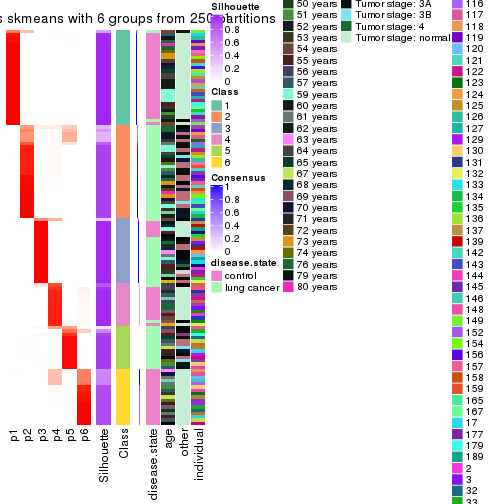 s skmeans with 6 groups from 250 partitions
p1
p2
p3
p4
p5
p6
Silhouette
Class
disease.state
age
other
individual
Silhouette
1
0.8
0.6
0.4
0.2
0
Class
1
2
3
4
5
6
Consensus
1
0.8
0.6
0.4
0.2
0
disease.state
control
lung cancer
50 years
51 years
52 years
53 years
54 years
55 years
56 years
57 years
59 years
60 years
61 years
62 years
63 years
64 years
65 years
67 years
68 years
69 years
70 years
71 years
72 years
73 years
74 years
76 years
79 years
80 years
Tumor stage: 3A
Tumor stage: 3B
Tumor stage: 4
Tumor stage: normal
116
117
118
119
120
121
122
123
124
125
126
127
129
130
131
132
133
134
135
136
137
139
142
143
144
145
146
148
149
152
154
156
157
158
159
165
167
17
177
179
189
2
3
32
33